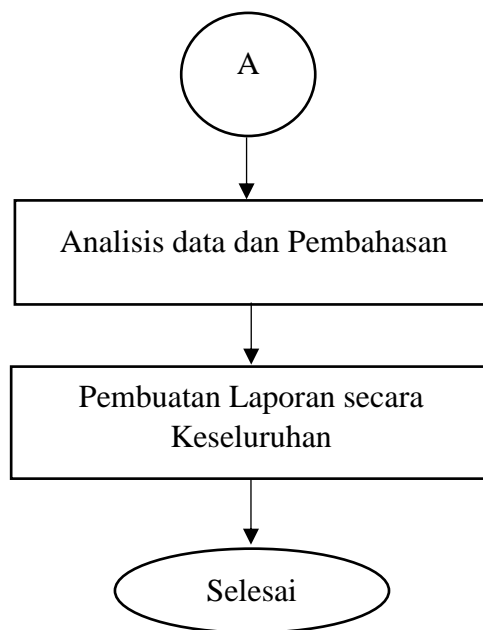 A
Analisis data dan Pembahasan
Pembuatan Laporan secara
Keseluruhan
Selesai